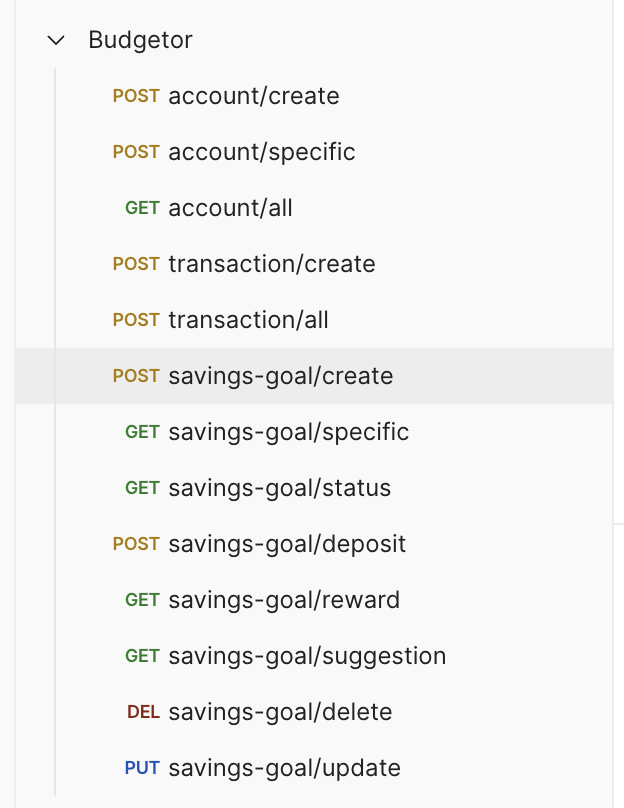 Budgetor
POST account/create
POST account/specific
GET account/all
POST transaction/create
POST transaction/all
POST savings-goal/create
GET savings-goal/specific
GET savings-goal/status
POST savings-goal/deposit
GET savings-goal/reward
GET savings-goal/suggestion
DEL savings-goal/delete
PUT savings-goal/update